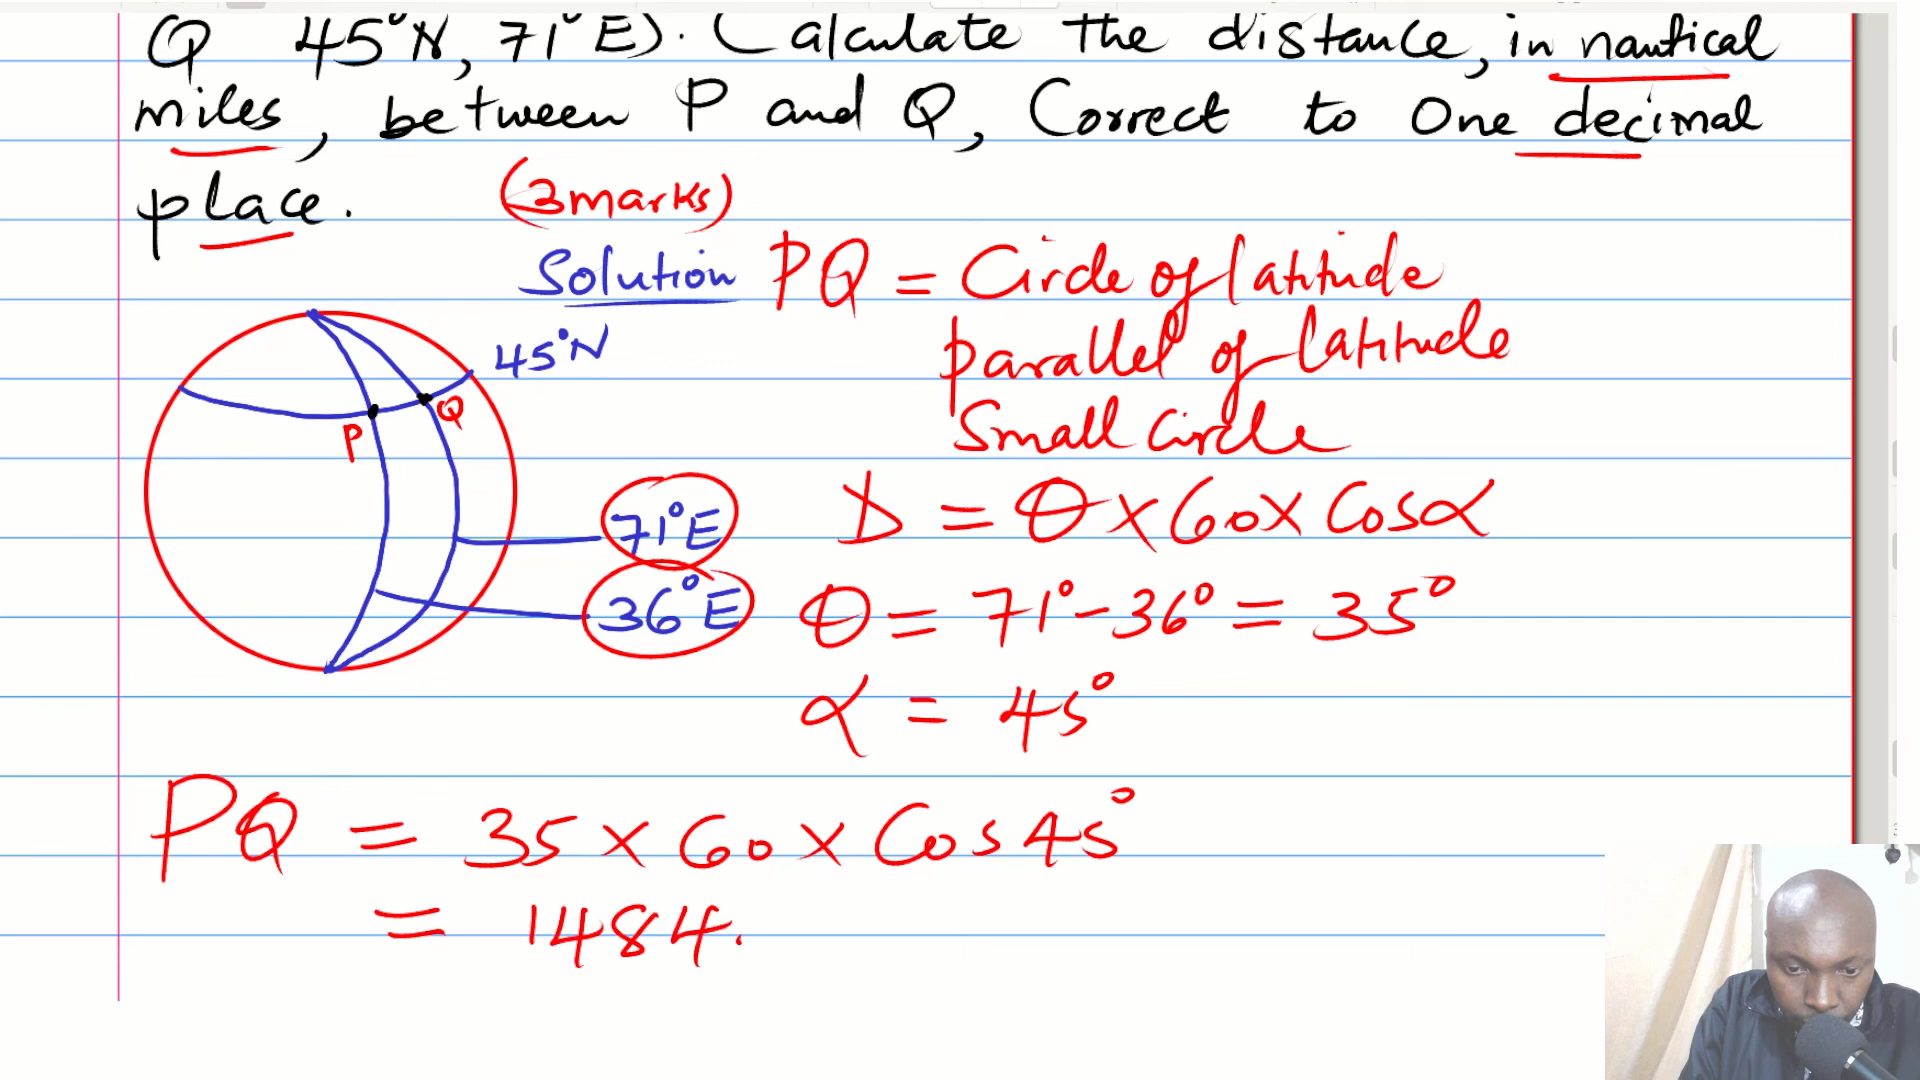 Q 45°N, 71°E). Calculate the distance, in nautical
miles, between P and Q, Correct to One decimal
place. (3marks)
Solution
PQ = Circle of latitude
parallel of latitude
Small Circle
45°N
P
Q
71°E
36°E
D = θ×60×Cosα
θ = 71°-36° = 35°
α = 45°
PQ = 35×60×Cos45°
= 1484.